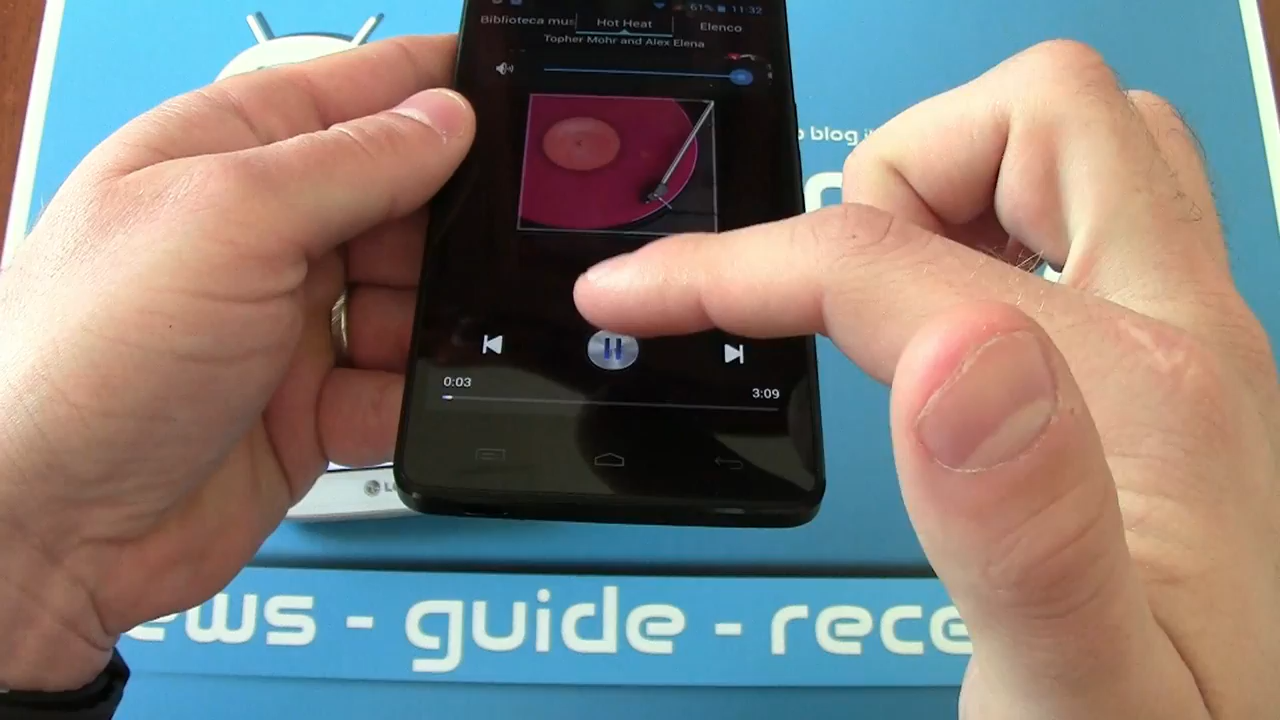 61% 11:32
Biblioteca mus Hot Heat Elenco
Topher Mohr and Alex Elena
blog
0:03 3:09
L
ews - guide - rece